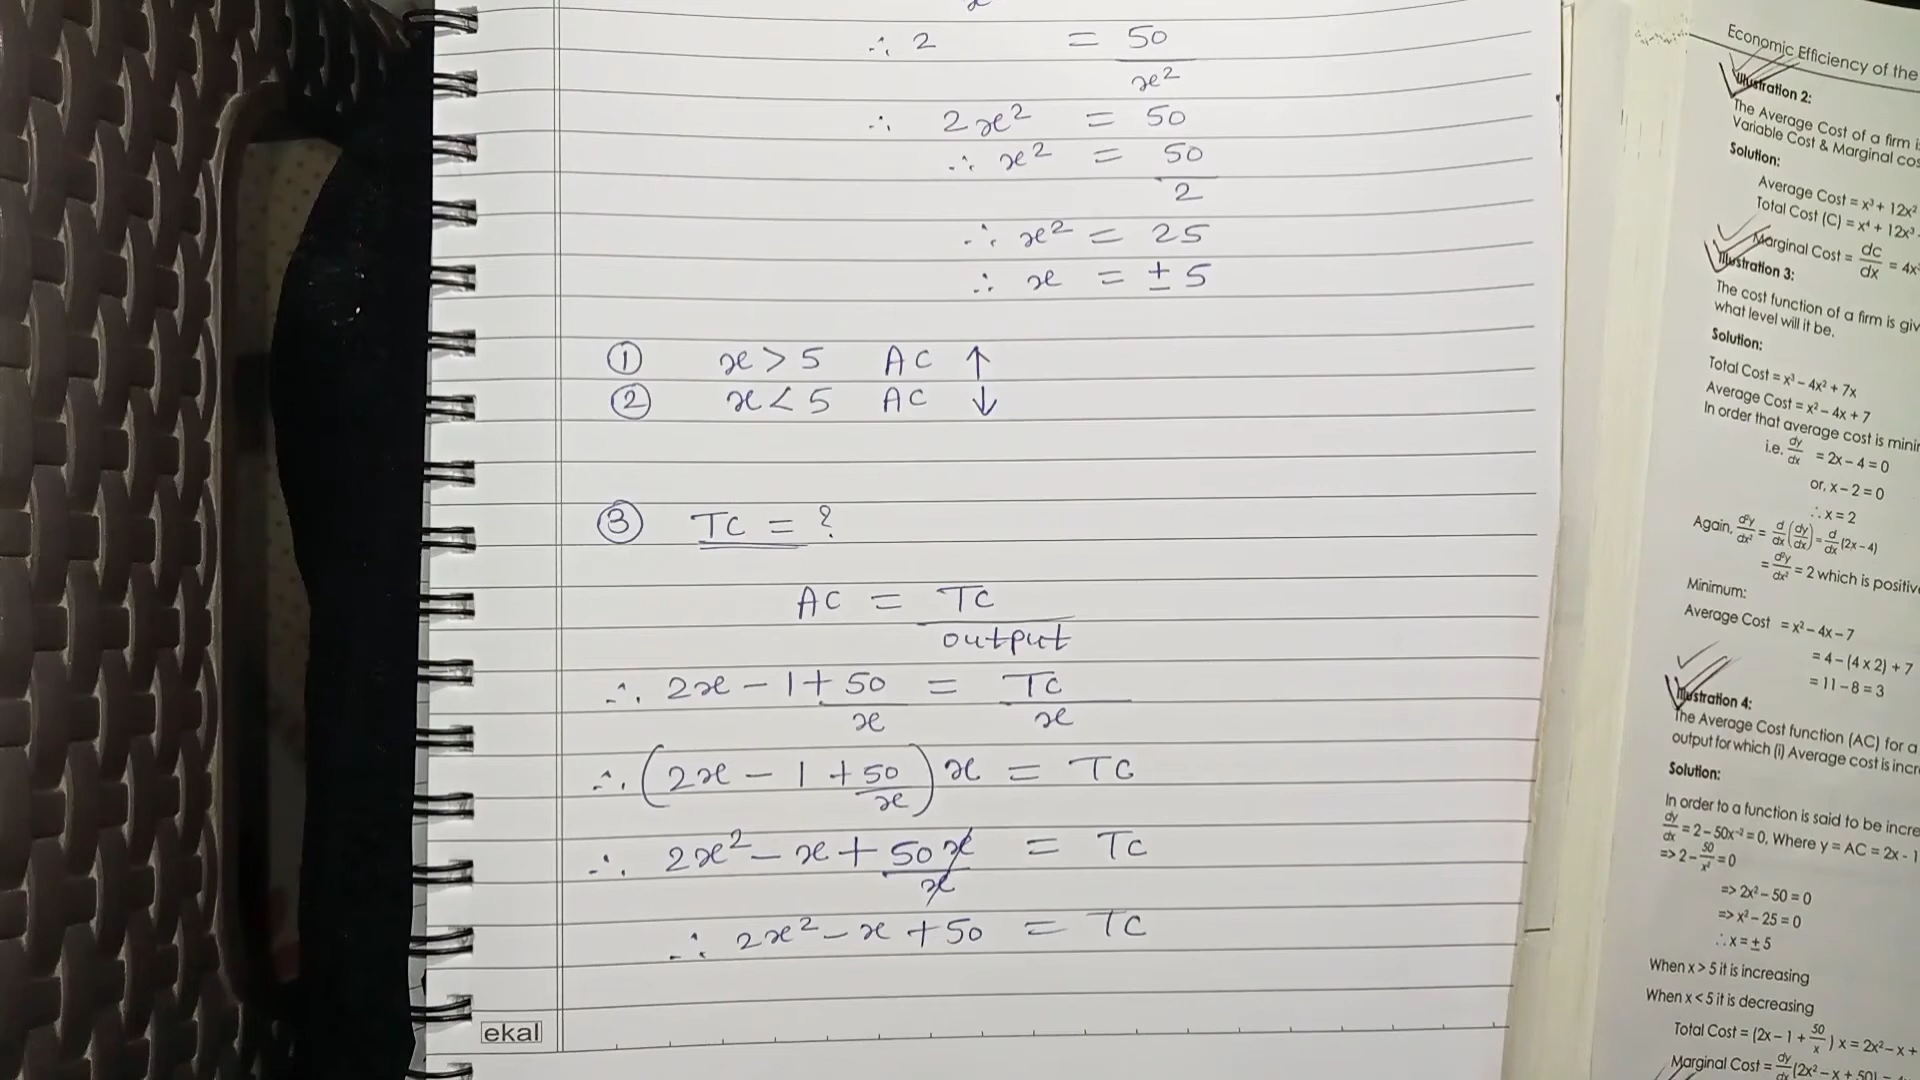 ∴ 2 = 50
x²
∴ 2x² = 50
∴ x² = 50
2
∴ x² = 25
∴ x = ± 5
① x > 5 AC ↑
② x < 5 AC ↓
③ TC = ?
AC = TC
output
∴ 2x - 1 + 50 = TC
x x
∴ (2x - 1 + 50/x) x = TC
∴ 2x² - x + 50x = TC
x
∴ 2x² - x + 50 = TC
ekal
Economic Efficiency of the
Illustration 2:
The Average Cost of a firm
Variable Cost & Marginal
Solution:
Average Cost = x³ + 12x²
Total Cost (C) = x⁴ + 12x³
Marginal Cost = dc/dx = 4x³
Illustration 3:
The cost function of a firm is
what level will it be.
Solution:
Total Cost = x³ – 4x² + 7x
Average Cost = x² – 4x + 7
In order that average cost is
i.e. dy/dx = 2x – 4 = 0
or, x – 2 = 0
∴ x = 2
Again, d²y/dx² = d/dx (dy/dx) = d/dx (2x – 4)
= d²y/dx² = 2 which is
Minimum:
Average Cost = x² – 4x – 7
= 4 – (4 x 2) + 7
= 11 – 8 = 3
Illustration 4:
The Average Cost function (AC) for a
output for which (i) Average cost is
Solution:
In order to a function is said to be
dy/dx = 2 – 50x⁻² = 0, Where y = AC = 2x - 1
=> 2 – 50/x² = 0
=> 2x² – 50 = 0
=> x² – 25 = 0
∴ x = ± 5
When x > 5 it is increasing
When x < 5 it is decreasing
Total Cost = (2x – 1 + 50/x) x = 2x² – x +
Marginal Cost = dy/dx (2x² – x + 50) =